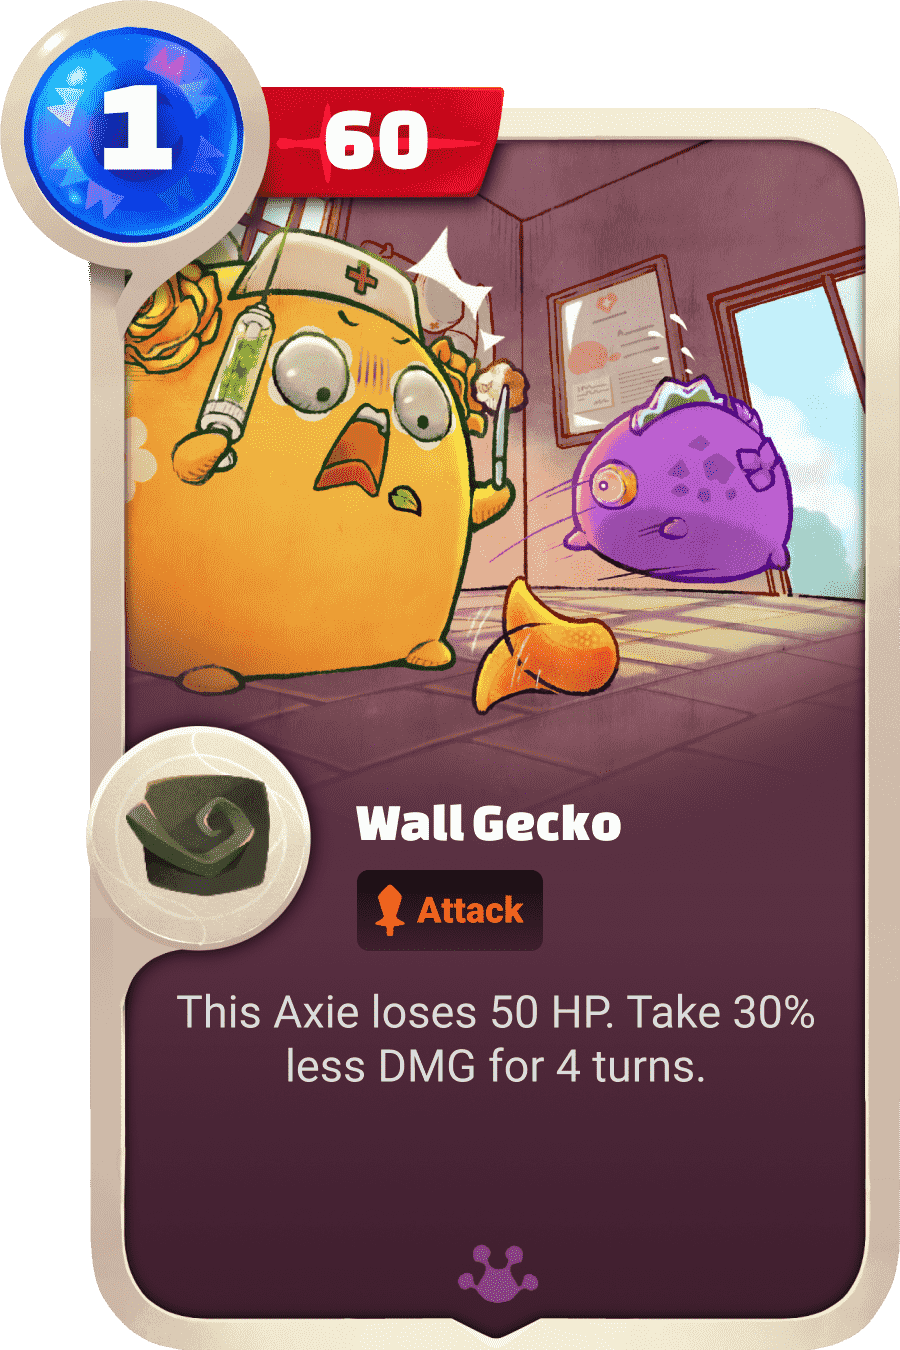 1
60
Wall Gecko
Attack
This Axie loses 50 HP. Take 30%
less DMG for 4 turns.